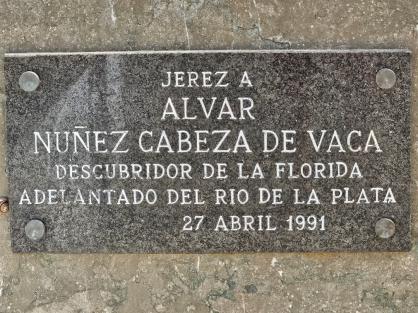 JEREZ A
ALVAR
NUÑEZ CABEZA DE VACA
DESCUBRIDOR DE LA FLORIDA
ADELANTADO DEL RIO DE LA PLATA
27 ABRIL 1991